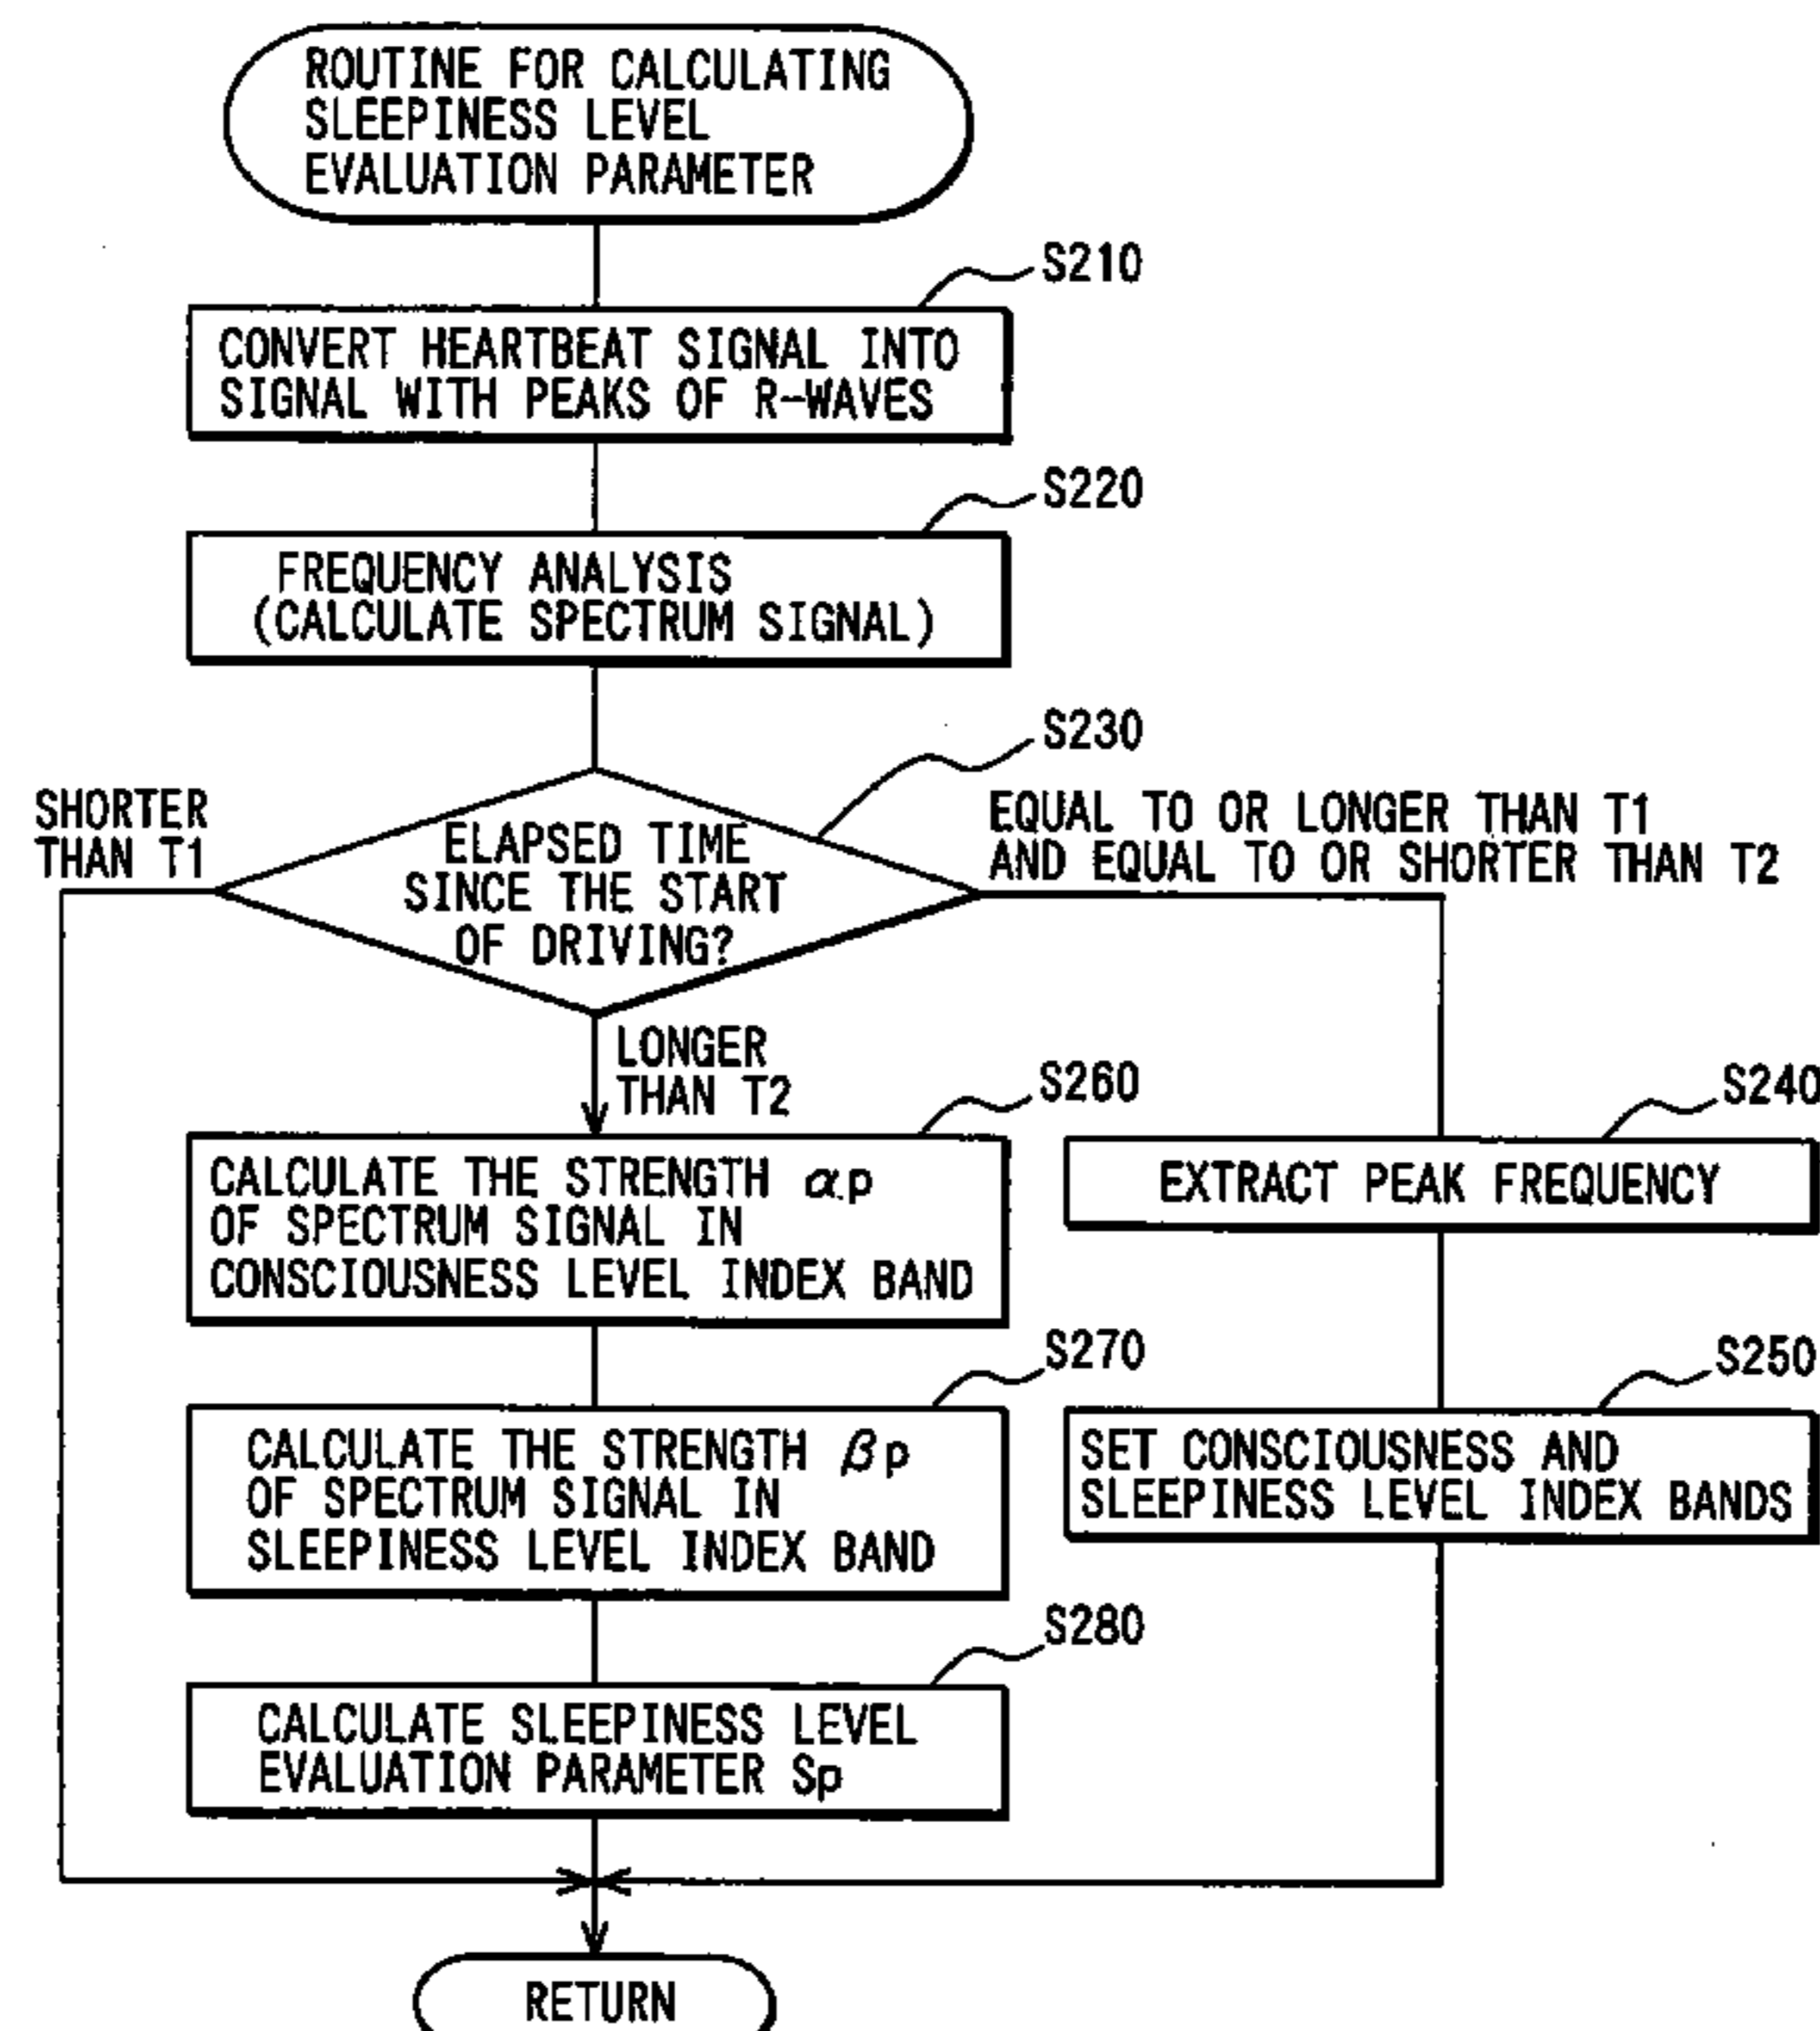 ROUTINE FOR CALCULATING
SLEEPINESS LEVEL
EVALUATION PARAMETER
S210
CONVERT HEARTBEAT SIGNAL INTO
SIGNAL WITH PEAKS OF R-WAVES
S220
FREQUENCY ANALYSIS
(CALCULATE SPECTRUM SIGNAL)
S230
ELAPSED TIME
SINCE THE START
OF DRIVING?
SHORTER
THAN T1
EQUAL TO OR LONGER THAN T1
AND EQUAL TO OR SHORTER THAN T2
LONGER
THAN T2
S260
CALCULATE THE STRENGTH αp
OF SPECTRUM SIGNAL IN
CONSCIOUSNESS LEVEL INDEX BAND
S270
CALCULATE THE STRENGTH βp
OF SPECTRUM SIGNAL IN
SLEEPINESS LEVEL INDEX BAND
S280
CALCULATE SLEEPINESS LEVEL
EVALUATION PARAMETER Sp
S240
EXTRACT PEAK FREQUENCY
S250
SET CONSCIOUSNESS AND
SLEEPINESS LEVEL INDEX BANDS
RETURN